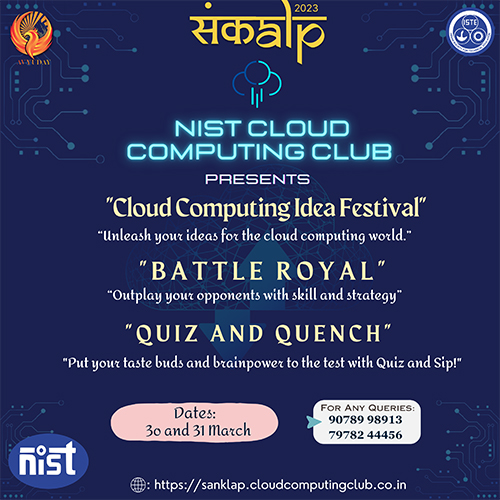 2023
संकalp
AVYUDAY
ISTE
NIST CLOUD
COMPUTING CLUB
PRESENTS
"Cloud Computing Idea Festival"
“Unleash your ideas for the cloud computing world.”
"BATTLE ROYAL"
“Outplay your opponents with skill and strategy”
"QUIZ AND QUENCH"
"Put your taste buds and brainpower to the test with Quiz and Sip!"
Dates:
30 and 31 March
FOR ANY QUERIES:
90789 98913
79782 44456
nist
: https://sanklap.cloudcomputingclub.co.in